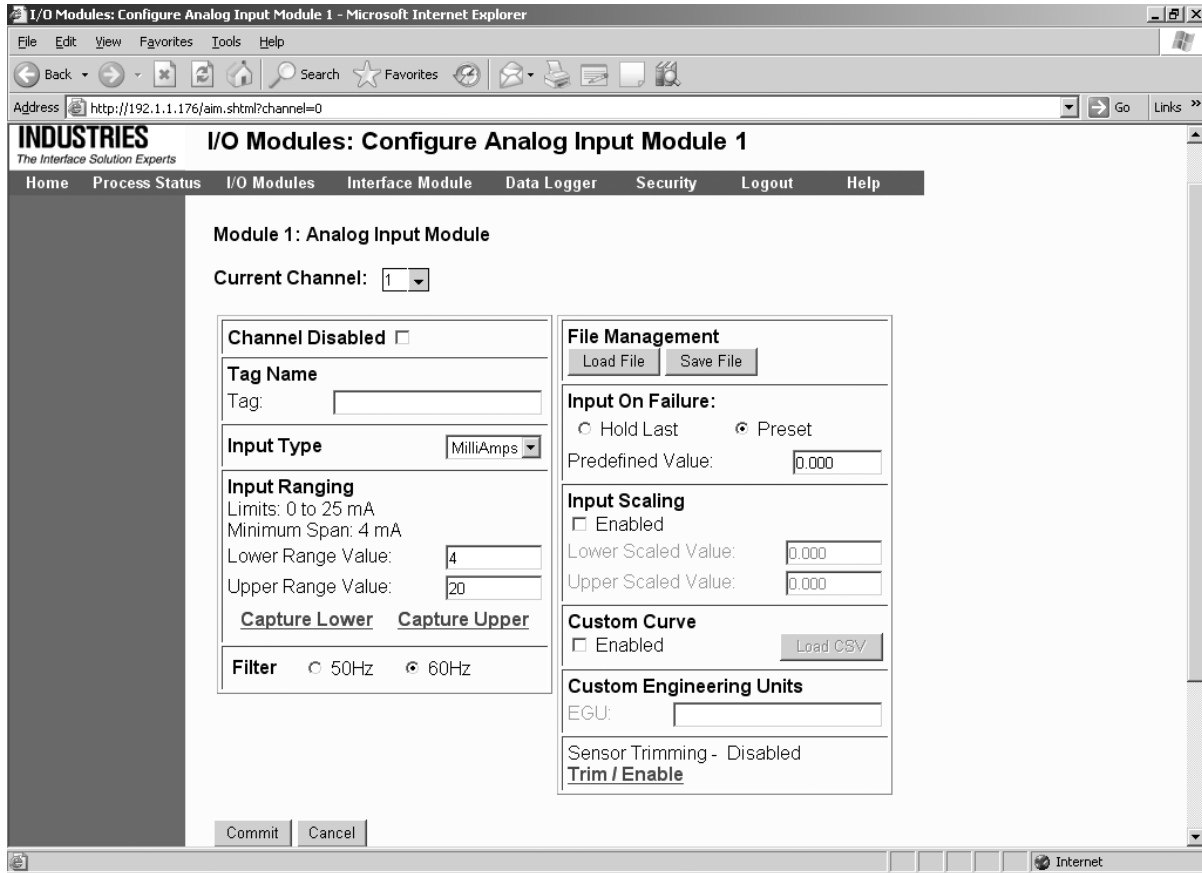 I/O Modules: Configure Analog Input Module 1 - Microsoft Internet Explorer
File Edit View Favorites Tools Help
Back Search Favorites
Address http://192.1.1.176/aim.shtml?channel=0 Go Links »
INDUSTRIES
The Interface Solution Experts
I/O Modules: Configure Analog Input Module 1
Home Process Status I/O Modules Interface Module Data Logger Security Logout Help
Module 1: Analog Input Module
Current Channel: 1
Channel Disabled
Tag Name
Tag:
Input Type MilliAmps
Input Ranging
Limits: 0 to 25 mA
Minimum Span: 4 mA
Lower Range Value: 4
Upper Range Value: 20
Capture Lower Capture Upper
Filter 50Hz 60Hz
File Management
Load File Save File
Input On Failure:
Hold Last Preset
Predefined Value: 0.000
Input Scaling
Enabled
Lower Scaled Value: 0.000
Upper Scaled Value: 0.000
Custom Curve
Enabled Load CSV
Custom Engineering Units
EGU:
Sensor Trimming - Disabled
Trim / Enable
Commit Cancel
Internet